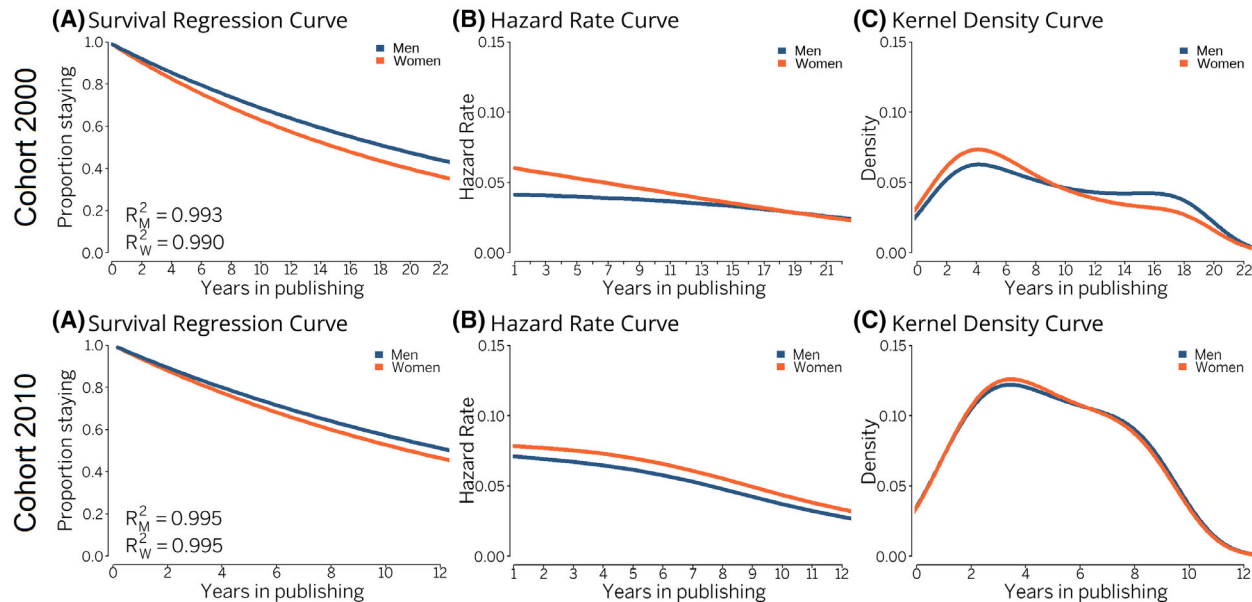 (A) Survival Regression Curve
(B) Hazard Rate Curve
(C) Kernel Density Curve
Cohort 2000
Proportion staying
1.0
0.8
0.6
0.4
0.2
0.0
Men
Women
R²M = 0.993
R²W = 0.990
0 2 4 6 8 10 12 14 16 18 20 22
Years in publishing
Hazard Rate
0.15
0.10
0.05
0.00
Men
Women
1 3 5 7 9 11 13 15 17 19 21
Years in publishing
Density
0.15
0.10
0.05
0.00
Men
Women
0 2 4 6 8 10 12 14 16 18 20 22
Years in publishing
(A) Survival Regression Curve
(B) Hazard Rate Curve
(C) Kernel Density Curve
Cohort 2010
Proportion staying
1.0
0.8
0.6
0.4
0.2
0.0
Men
Women
R²M = 0.995
R²W = 0.995
0 2 4 6 8 10 12
Years in publishing
Hazard Rate
0.15
0.10
0.05
0.00
Men
Women
1 2 3 4 5 6 7 8 9 10 11 12
Years in publishing
Density
0.15
0.10
0.05
0.00
Men
Women
0 2 4 6 8 10 12
Years in publishing